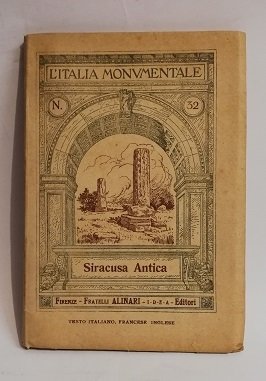 L'ITALIA MONVMENTALE
N. 32
Siracusa Antica
FIRENZE - FRATELLI ALINARI - I·D·E·A - Editori
TESTO ITALIANO, FRANCESE INGLESE